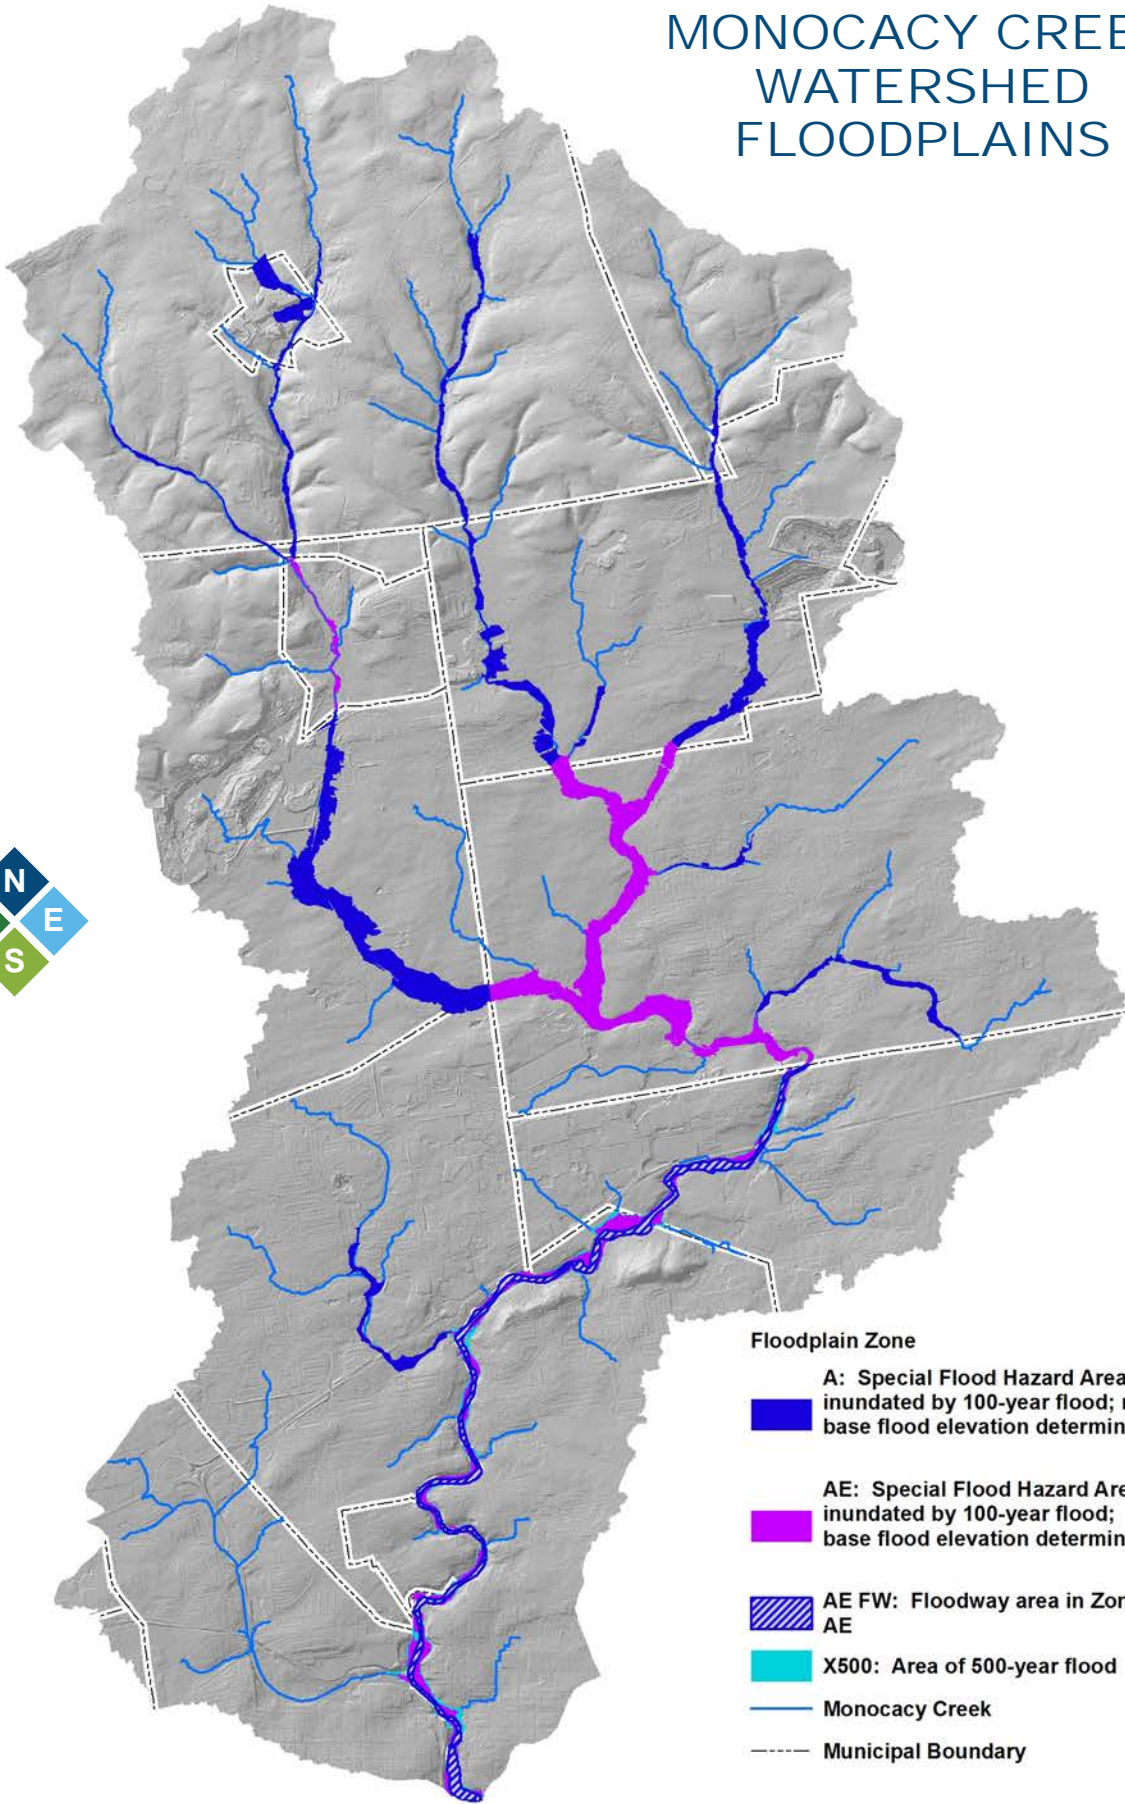 MONOCACY CREE
WATERSHED
FLOODPLAINS
N
E
S
Floodplain Zone
A: Special Flood Hazard Area
inundated by 100-year flood;
base flood elevation determin
AE: Special Flood Hazard Are
inundated by 100-year flood;
base flood elevation determin
AE FW: Floodway area in Zon
AE
X500: Area of 500-year flood
Monocacy Creek
Municipal Boundary